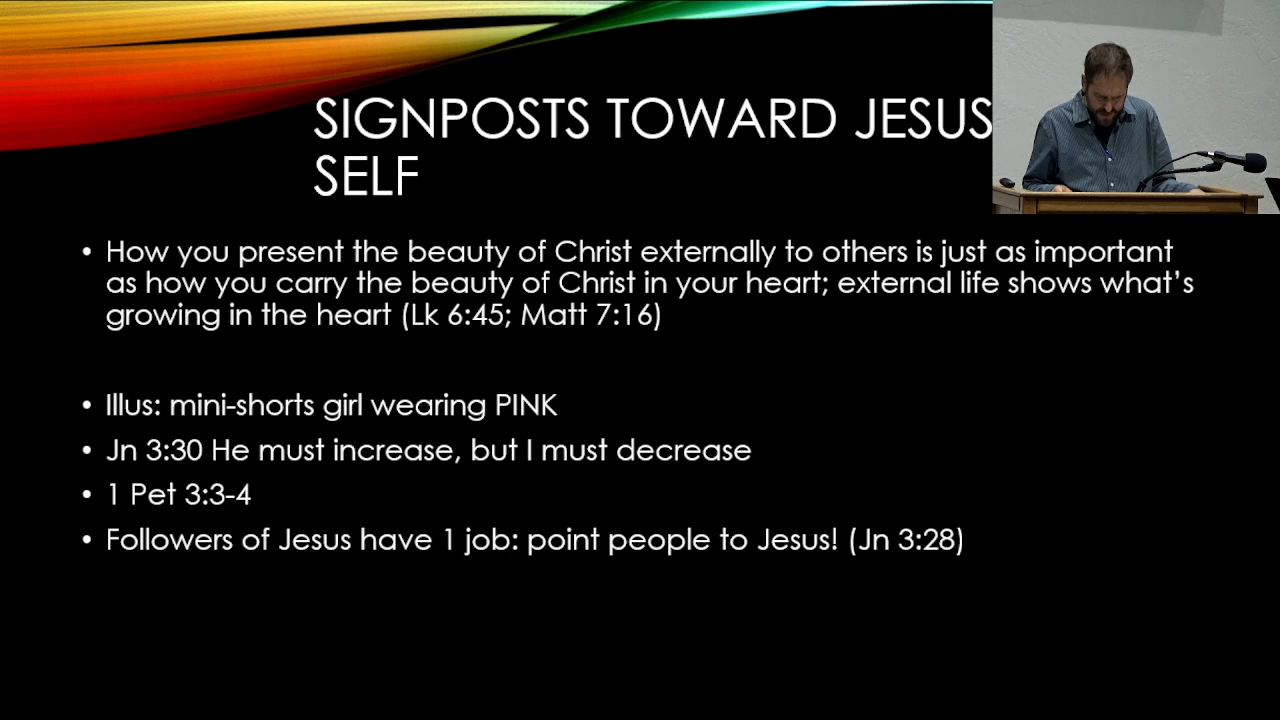 SIGNPOSTS TOWARD JESUS
SELF
• How you present the beauty of Christ externally to others is just as important
as how you carry the beauty of Christ in your heart; external life shows what's
growing in the heart (Lk 6:45; Matt 7:16)
• Illus: mini-shorts girl wearing PINK
• Jn 3:30 He must increase, but I must decrease
• 1 Pet 3:3-4
• Followers of Jesus have 1 job: point people to Jesus! (Jn 3:28)